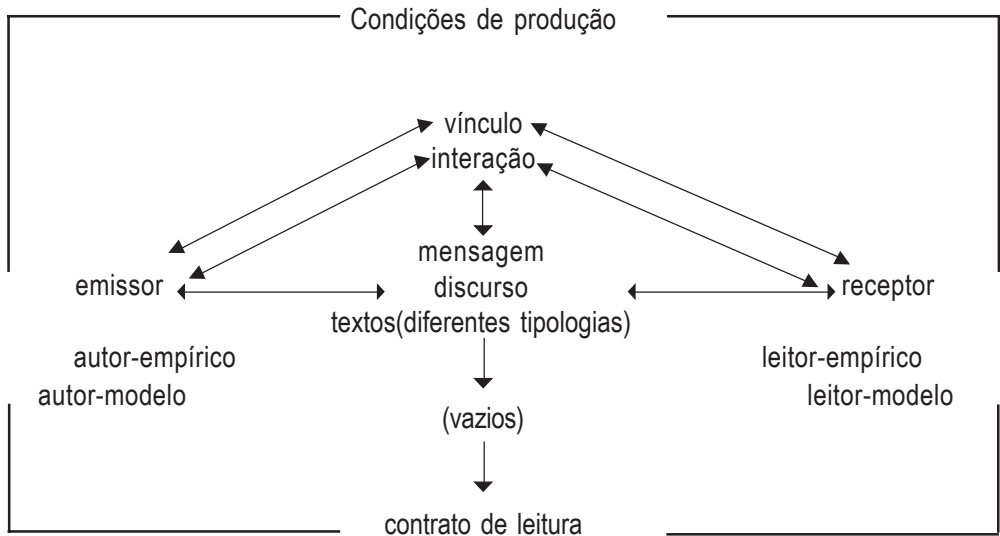 Condições de produção
vínculo
interação
mensagem
emissor
discurso
receptor
textos(diferentes tipologias)
autor-empírico
leitor-empírico
autor-modelo
leitor-modelo
(vazios)
contrato de leitura